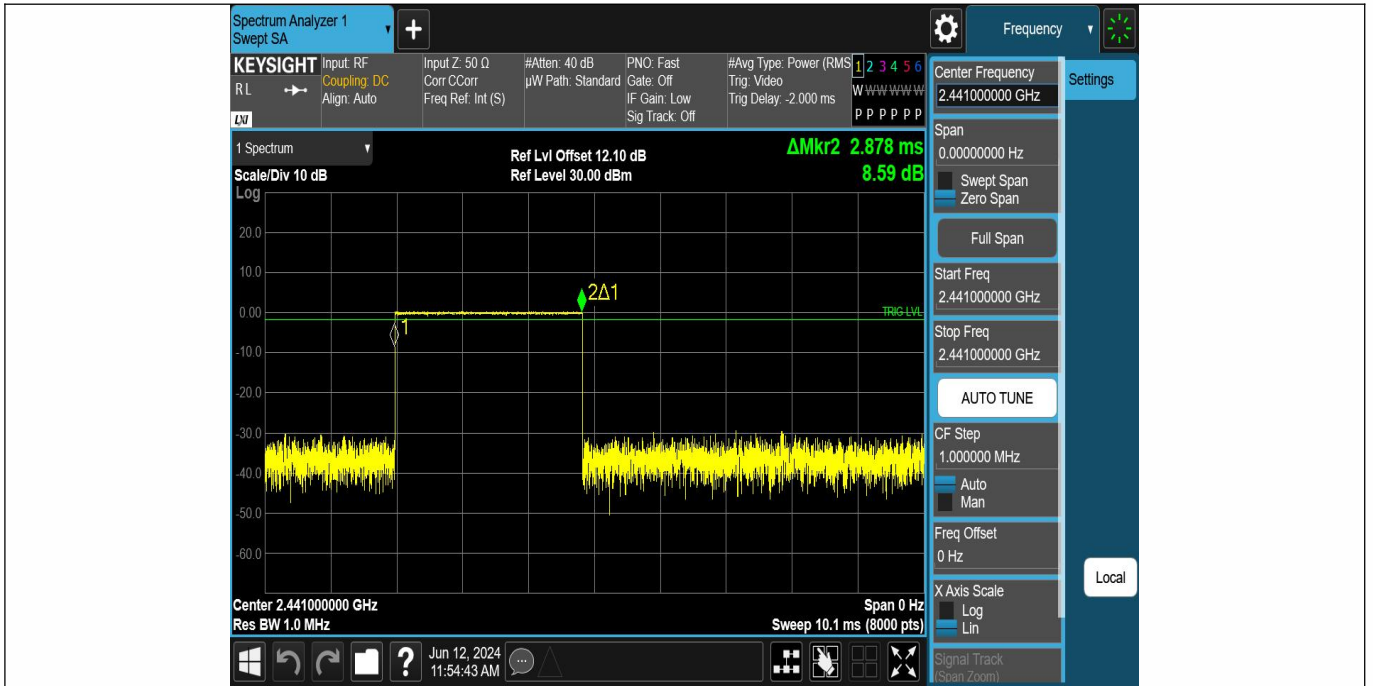 Spectrum Analyzer 1
Swept SA
+
Frequency
KEYSIGHT
RL
LXI
Input: RF
Coupling: DC
Align: Auto
Input Z: 50 Ω
Corr CCorr
Freq Ref: Int (S)
#Atten: 40 dB
µW Path: Standard
PNO: Fast
Gate: Off
IF Gain: Low
Sig Track: Off
#Avg Type: Power (RMS
Trig: Video
Trig Delay: -2.000 ms
1 2 3 4 5 6
W W W W W W
P P P P P P
1 Spectrum
Scale/Div 10 dB
Log
Ref Lvl Offset 12.10 dB
Ref Level 30.00 dBm
ΔMkr2 2.878 ms
8.59 dB
20.0
10.0
0.00
-10.0
-20.0
-30.0
-40.0
-50.0
-60.0
2Δ1
1
TRIG LVL
Center 2.441000000 GHz
Res BW 1.0 MHz
Span 0 Hz
Sweep 10.1 ms (8000 pts)
?
Jun 12, 2024
11:54:43 AM
Center Frequency
2.441000000 GHz
Settings
Span
0.00000000 Hz
Swept Span
Zero Span
Full Span
Start Freq
2.441000000 GHz
Stop Freq
2.441000000 GHz
AUTO TUNE
CF Step
1.000000 MHz
Auto
Man
Freq Offset
0 Hz
X Axis Scale
Log
Lin
Local
Signal Track
(Span Zoom)